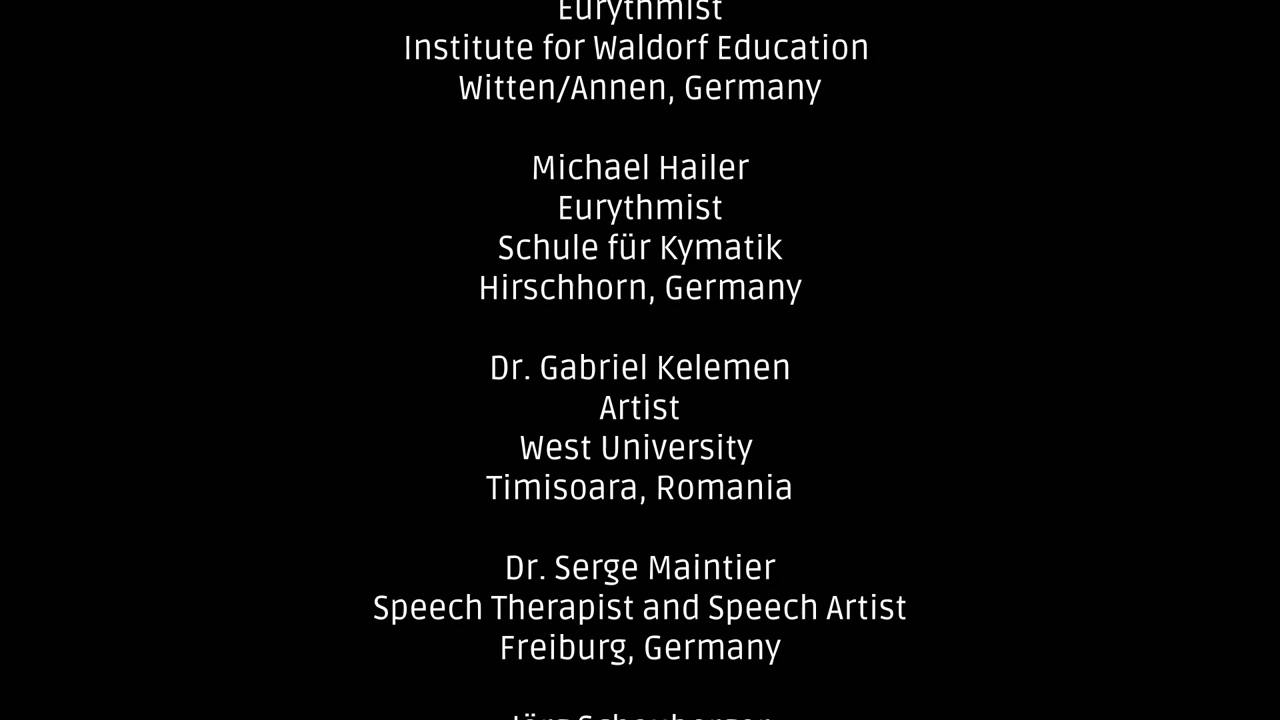 Eurythmist
Institute for Waldorf Education
Witten/Annen, Germany
Michael Hailer
Eurythmist
Schule für Kymatik
Hirschhorn, Germany
Dr. Gabriel Kelemen
Artist
West University
Timisoara, Romania
Dr. Serge Maintier
Speech Therapist and Speech Artist
Freiburg, Germany